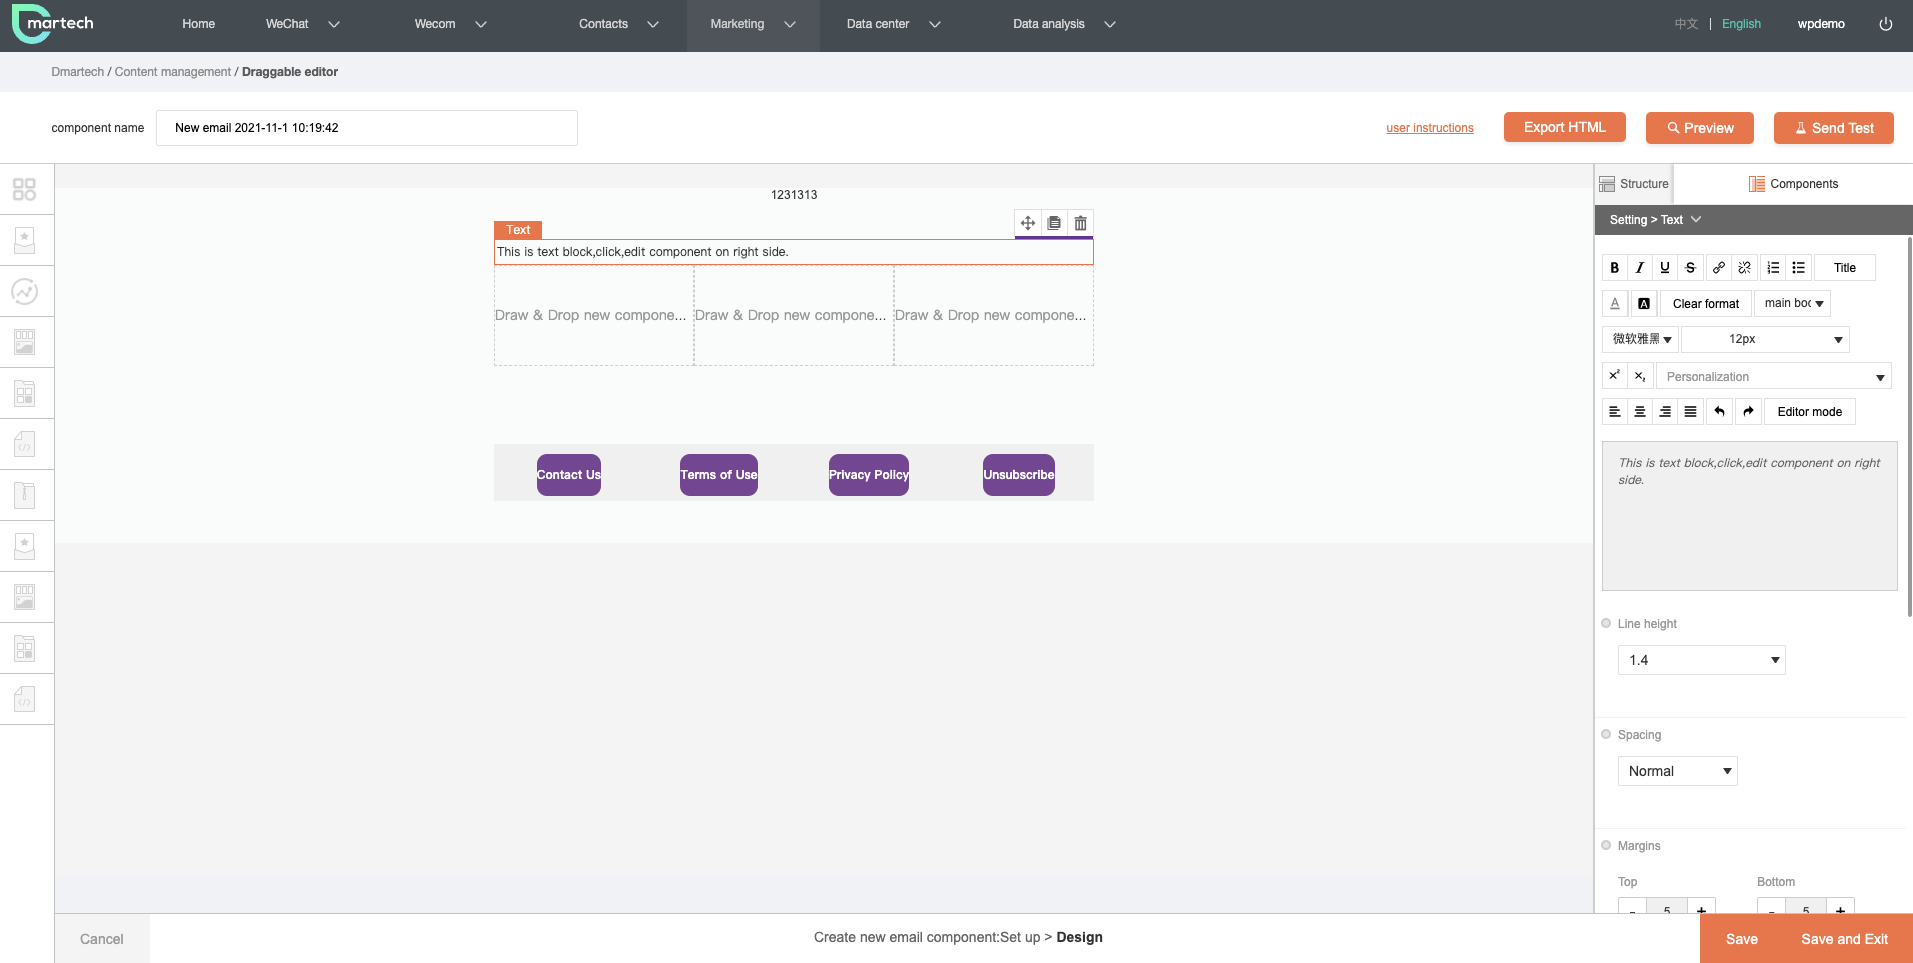 martech
Home
WeChat
Wecom
Contacts
Marketing
Data center
Data analysis
中文 | English
wpdemo
Dmartech / Content management / Draggable editor
component name
New email 2021-11-1 10:19:42
user instructions
Export HTML
Preview
Send Test
Structure
Components
Setting > Text
1231313
Text
This is text block,click,edit component on right side.
Draw & Drop new compone...
Draw & Drop new compone...
Draw & Drop new compone...
Contact Us
Terms of Use
Privacy Policy
Unsubscribe
B I U S
Title
A A
Clear format
main boc
微软雅黑
12px
Personalization
Editor mode
This is text block,click,edit component on right
side.
Line height
1.4
Spacing
Normal
Margins
Top
Bottom
- 5 +
- 5 +
Cancel
Create new email component:Set up > Design
Save
Save and Exit